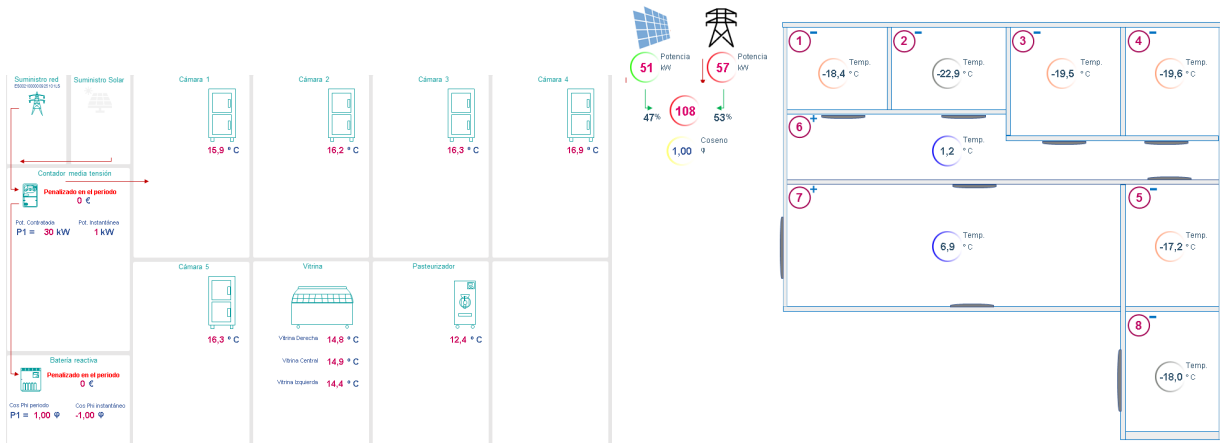 Suministro red
Suministro Solar
Cámara 1
Cámara 2
Cámara 3
Cámara 4
15,9 º C
16,2 º C
16,3 º C
16,9 º C
Contador media tensión
Penalizado en el periodo
0 €
Pot. Contratada
Pot. Instantánea
P1 = 30 kW
1 kW
Cámara 5
Vitrina
Pasteurizador
16,3 º C
Vitrina Derecha 14,8 º C
12,4 º C
Vitrina Central 14,9 º C
Vitrina Izquierda 14,4 º C
Batería reactiva
Penalizado en el periodo
0 €
Cos Phi periodo
Cos Phi instantáneo
P1 = 1,00 φ
-1,00 φ
51
Potencia
kW
57
Potencia
kW
47%
108
53%
1,00
Coseno
φ
1
-
Temp.
-18,4 º C
2
-
Temp.
-22,9 º C
3
-
Temp.
-19,5 º C
4
-
Temp.
-19,6 º C
6
+
Temp.
1,2 º C
7
+
Temp.
6,9 º C
5
-
Temp.
-17,2 º C
8
-
Temp.
-18,0 º C